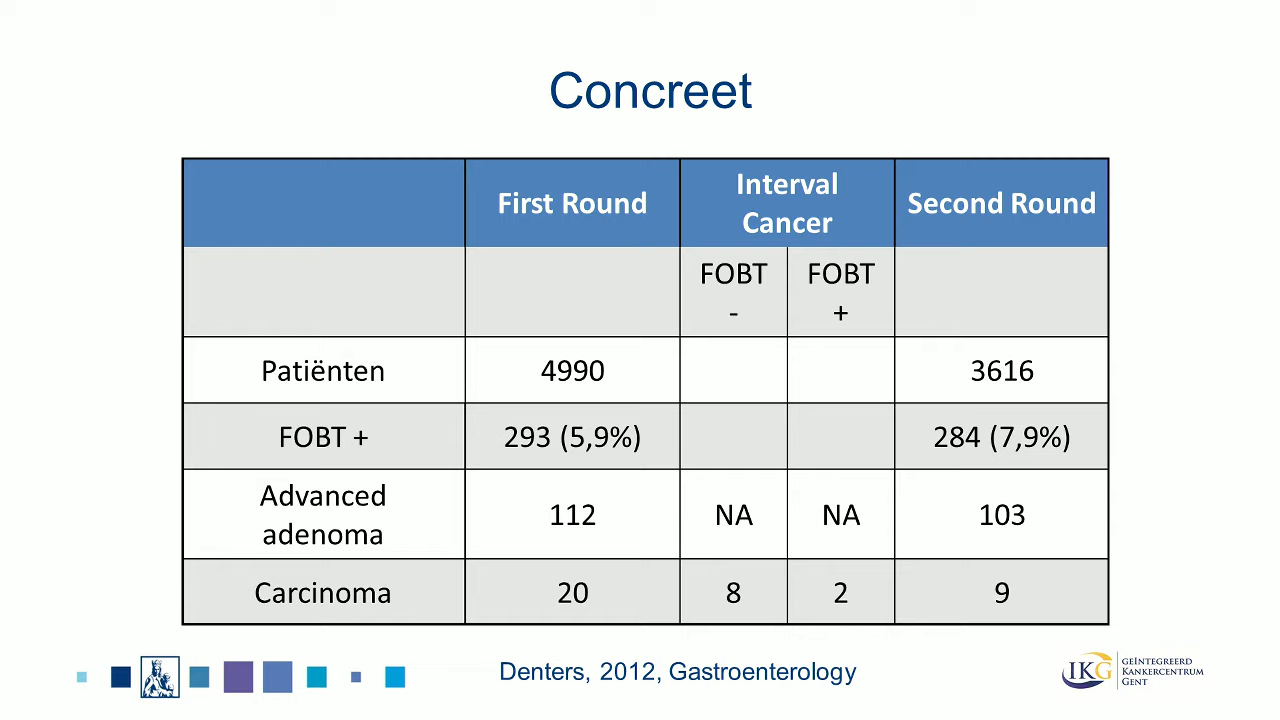 Concreet
First Round
Interval
Cancer
Second Round
FOBT
-
FOBT
+
Patiënten
4990
3616
FOBT +
293 (5,9%)
284 (7,9%)
Advanced
adenoma
112
NA
NA
103
Carcinoma
20
8
2
9
Denters, 2012, Gastroenterology
IKG
GEÏNTEGREERD
KANKERCENTRUM
GENT